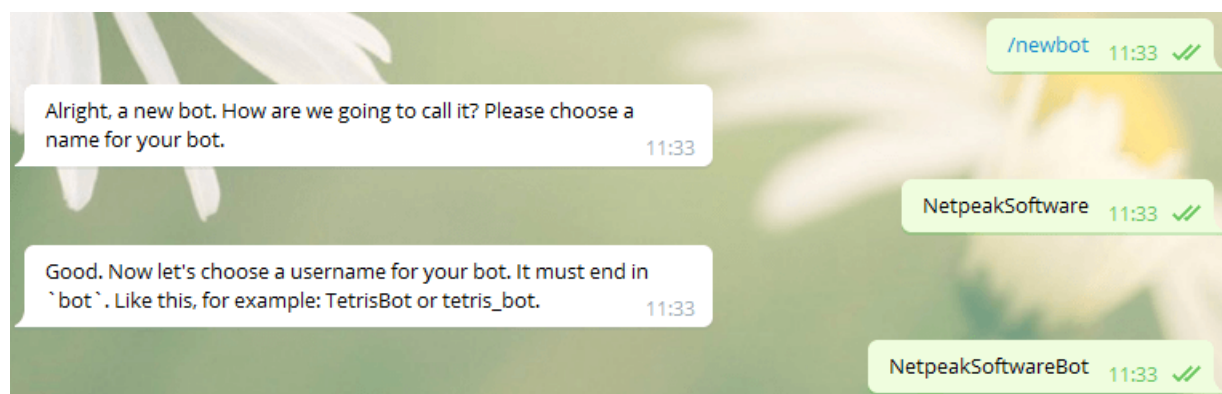 /newbot 11:33
Alright, a new bot. How are we going to call it? Please choose a
name for your bot.
11:33
NetpeakSoftware 11:33
Good. Now let's choose a username for your bot. It must end in
`bot`. Like this, for example: TetrisBot or tetris_bot.
11:33
NetpeakSoftwareBot 11:33